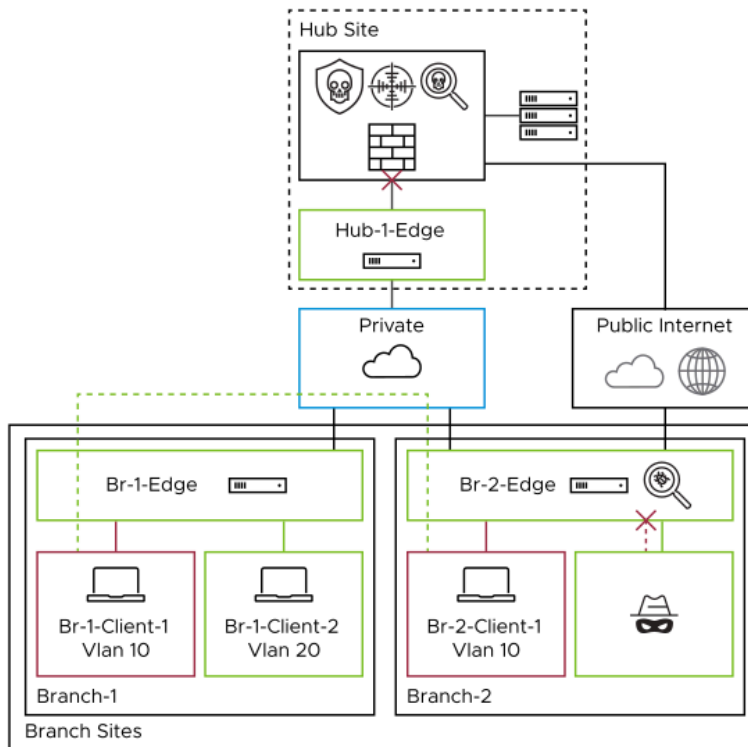 Hub Site
Hub-1-Edge
Private
Public Internet
Br-1-Edge
Br-2-Edge
Br-1-Client-1
Vlan 10
Br-1-Client-2
Vlan 20
Br-2-Client-1
Vlan 10
Branch-1
Branch-2
Branch Sites